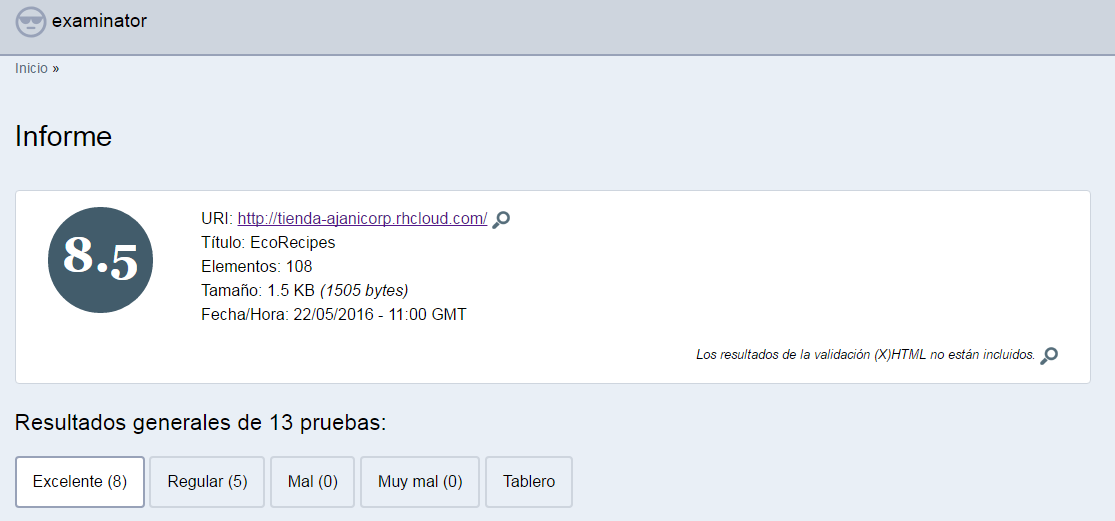 examinator
Inicio »
Informe
8.5
URI: http://tienda-ajanicorp.rhcloud.com/
Título: EcoRecipes
Elementos: 108
Tamaño: 1.5 KB (1505 bytes)
Fecha/Hora: 22/05/2016 - 11:00 GMT
Los resultados de la validación (X)HTML no están incluidos.
Resultados generales de 13 pruebas:
Excelente (8) Regular (5) Mal (0) Muy mal (0) Tablero